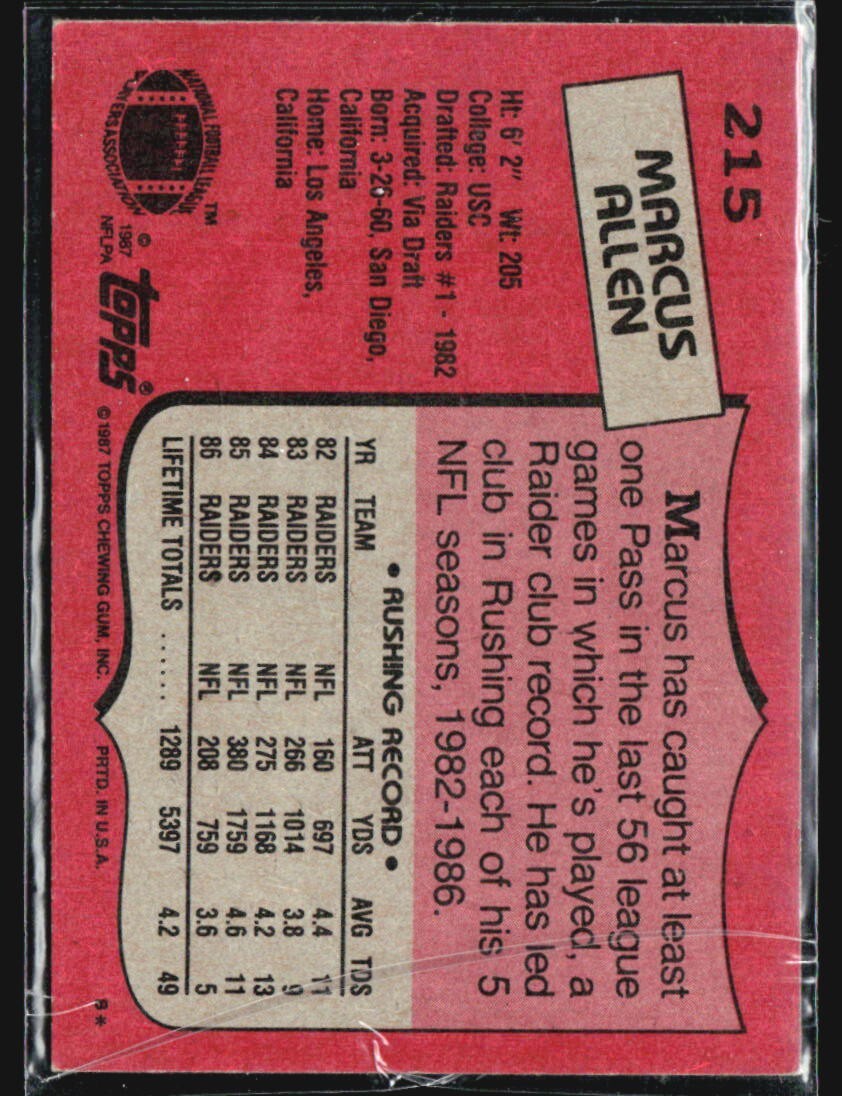 215
MARCUS
ALLEN
Ht: 6' 2" Wt: 205
College: USC
Drafted: Raiders #1 - 1982
Acquired: Via Draft
Born: 3-26-60, San Diego,
California
Home: Los Angeles,
California
NATIONAL FOOTBALL LEAGUE
PLAYERS ASSOCIATION
TM
© 1987
NFLPA
topps®
Marcus has caught at least
one Pass in the last 56 league
games in which he's played, a
Raider club record. He has led
club in Rushing each of his 5
NFL seasons, 1982-1986.
• RUSHING RECORD •
YR TEAM ATT YDS AVG TDS
82 RAIDERS NFL 160 697 4.4 11
83 RAIDERS NFL 266 1014 3.8 9
84 RAIDERS NFL 275 1168 4.2 13
85 RAIDERS NFL 380 1759 4.6 11
86 RAIDERS NFL 208 759 3.6 5
LIFETIME TOTALS ...... 1289 5397 4.2 49
©1987 TOPPS CHEWING GUM, INC. PRTD. IN U.S.A.